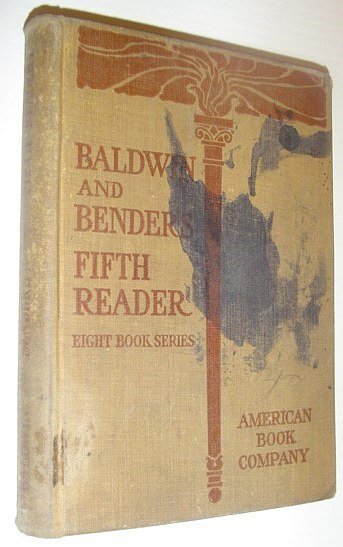 BALDWIN
AND
BENDER'S
FIFTH
READER
EIGHT BOOK SERIES
AMERICAN
BOOK
COMPANY